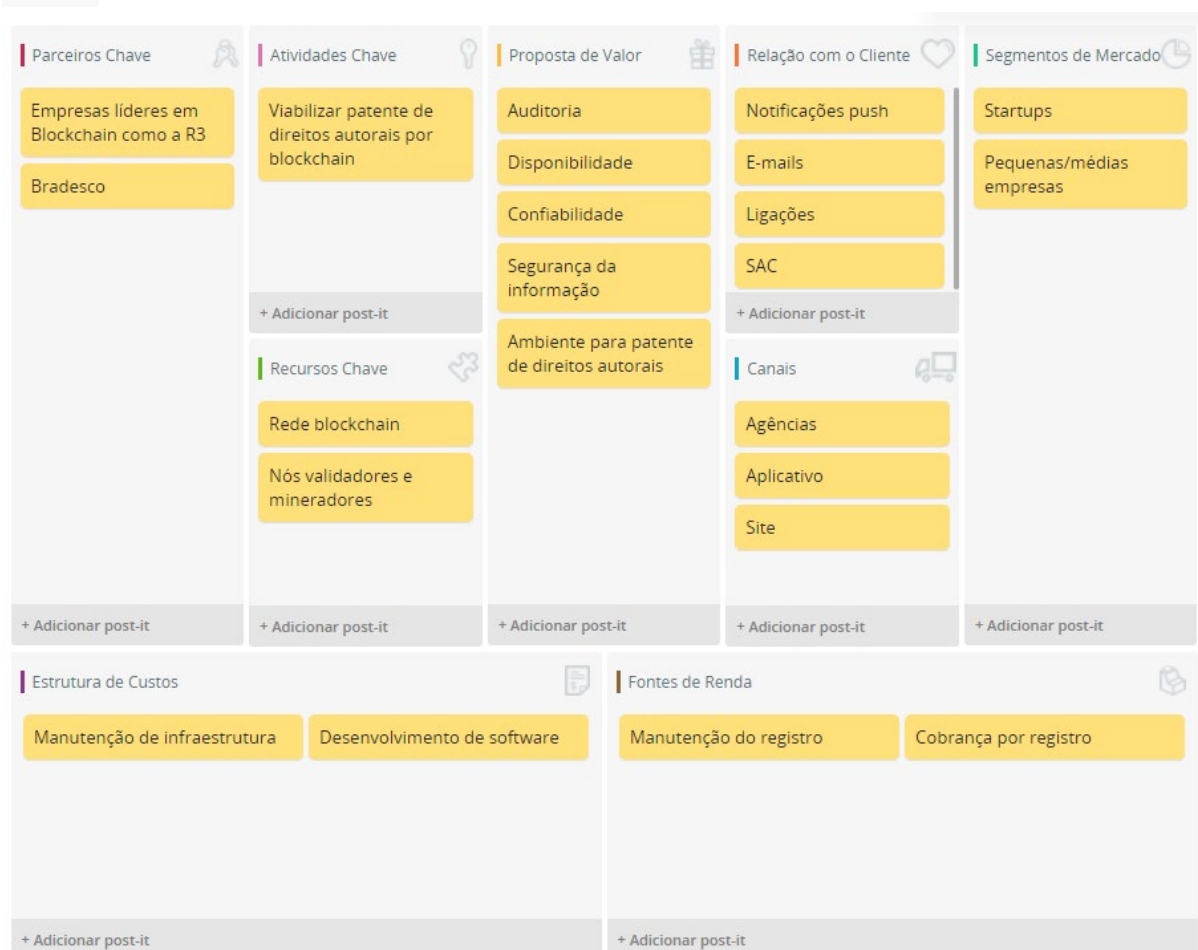 Parceiros Chave
Empresas líderes em
Blockchain como a R3
Bradesco
+ Adicionar post-it
Atividades Chave
Viabilizar patente de
direitos autorais por
blockchain
+ Adicionar post-it
Recursos Chave
Rede blockchain
Nós validadores e
mineradores
+ Adicionar post-it
Proposta de Valor
Auditoria
Disponibilidade
Confiabilidade
Segurança da
informação
Ambiente para patente
de direitos autorais
+ Adicionar post-it
Relação com o Cliente
Notificações push
E-mails
Ligações
SAC
+ Adicionar post-it
Canais
Agências
Aplicativo
Site
+ Adicionar post-it
Segmentos de Mercado
Startups
Pequenas/médias
empresas
+ Adicionar post-it
Estrutura de Custos
Manutenção de infraestrutura
Desenvolvimento de software
+ Adicionar post-it
Fontes de Renda
Manutenção do registro
Cobrança por registro
+ Adicionar post-it